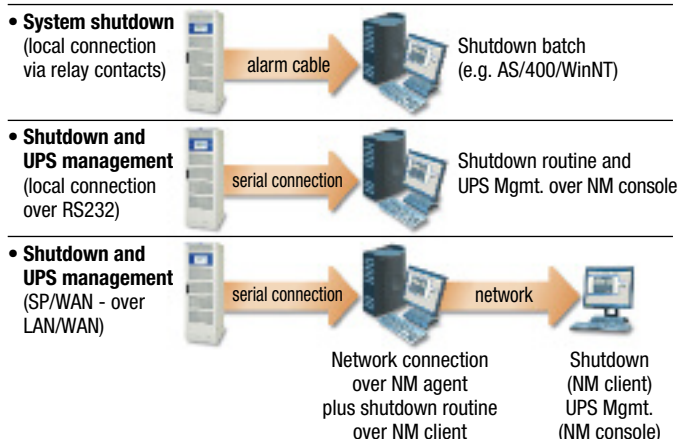 • System shutdown
(local connection
via relay contacts)
alarm cable
Shutdown batch
(e.g. AS/400/WinNT)
• Shutdown and
UPS management
(local connection
over RS232)
serial connection
Shutdown routine and
UPS Mgmt. over NM console
• Shutdown and
UPS management
(SP/WAN - over
LAN/WAN)
serial connection
network
Network connection
over NM agent
plus shutdown routine
over NM client
Shutdown
(NM client)
UPS Mgmt.
(NM console)